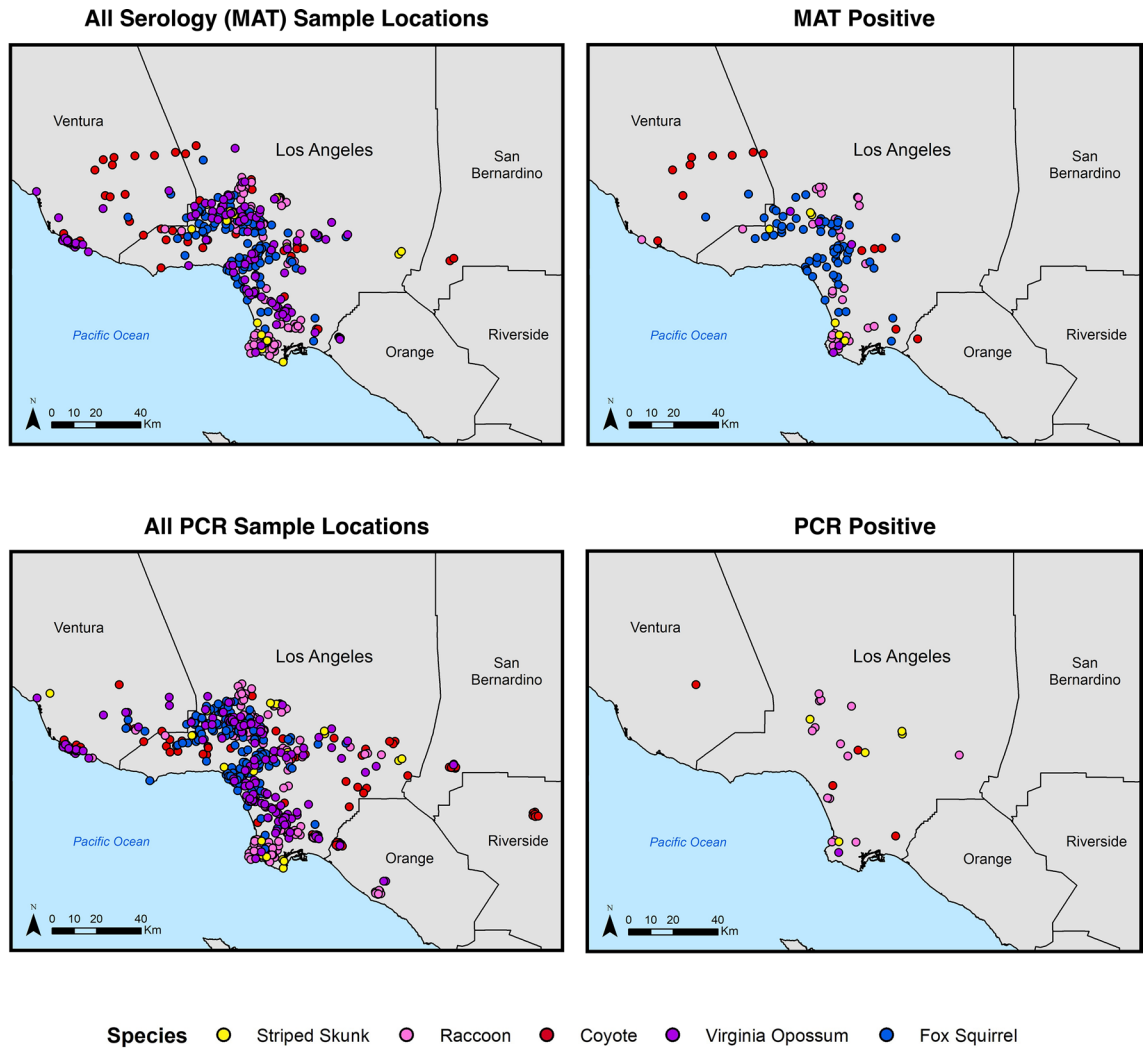 All Serology (MAT) Sample Locations
Ventura
Los Angeles
San
Bernardino
Pacific Ocean
Riverside
Orange
N
0 10 20 40
Km
MAT Positive
Ventura
Los Angeles
San
Bernardino
Pacific Ocean
Riverside
Orange
N
0 10 20 40
Km
All PCR Sample Locations
Ventura
Los Angeles
San
Bernardino
Pacific Ocean
Riverside
Orange
N
0 10 20 40
Km
PCR Positive
Ventura
Los Angeles
San
Bernardino
Pacific Ocean
Riverside
Orange
N
0 10 20 40
Km
Species Striped Skunk Raccoon Coyote Virginia Opossum Fox Squirrel